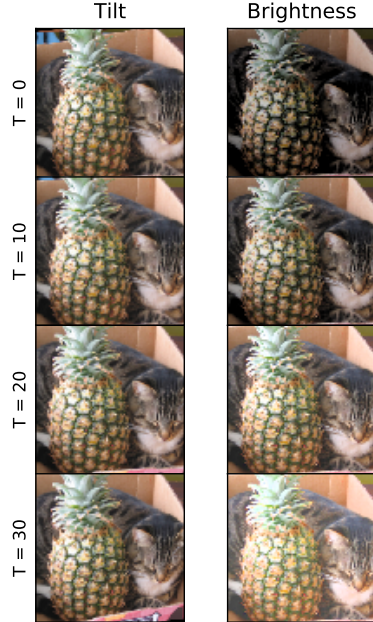 Tilt Brightness
T = 0
T = 10
T = 20
T = 30